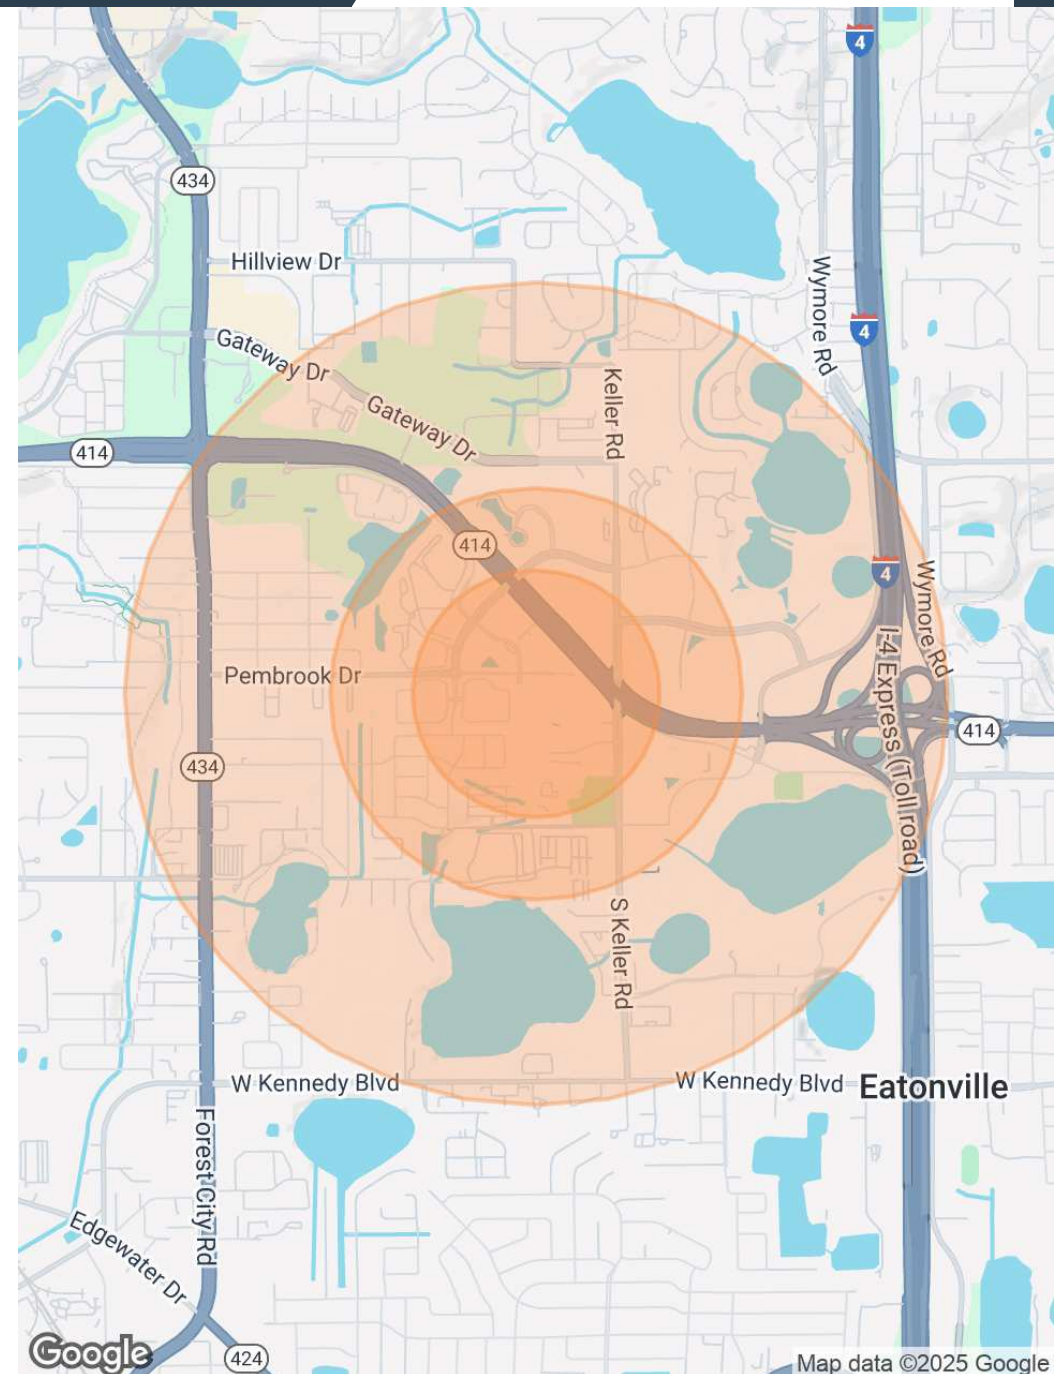 4
434
Hillview Dr
Wymore Rd
4
Gateway Dr
Keller Rd
Gateway Dr
414
414
4
Wymore Rd
Pembrook Dr
I-4 Express (Toll road)
414
434
S Keller Rd
W Kennedy Blvd
W Kennedy Blvd
Eatonville
Forest City Rd
Edgewater Dr
Google
424
Map data ©2025 Google